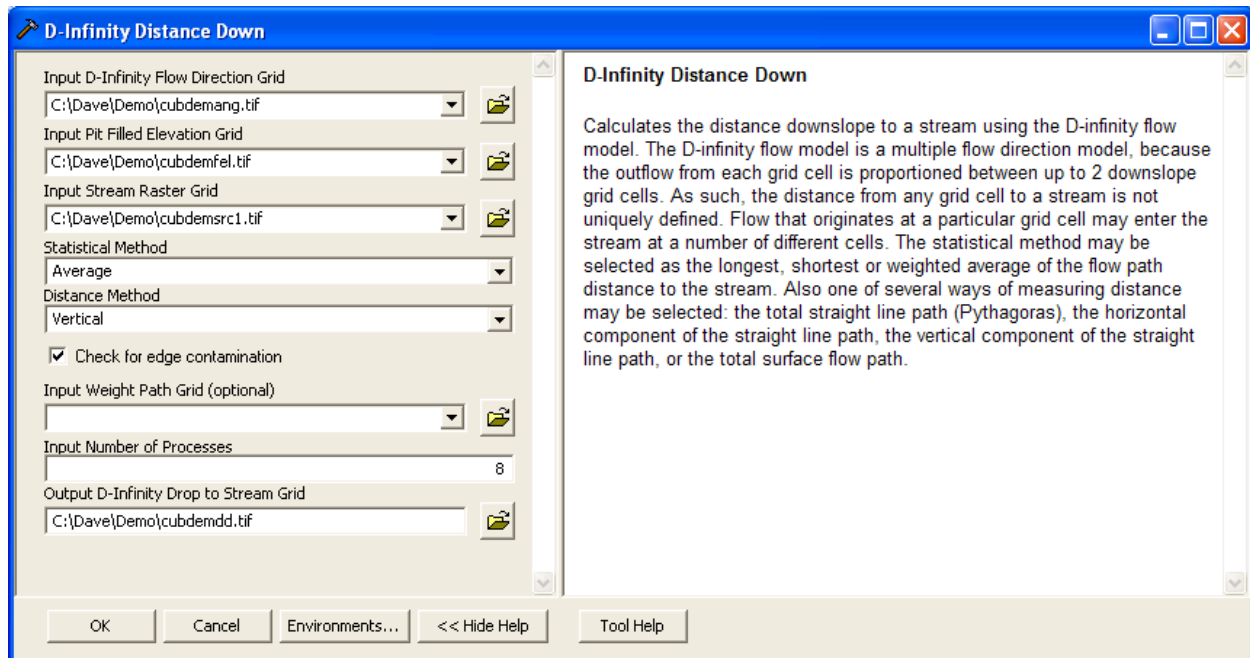 D-Infinity Distance Down
Input D-Infinity Flow Direction Grid
C:\Dave\Demo\cubdemang.tif
Input Pit Filled Elevation Grid
C:\Dave\Demo\cubdemfel.tif
Input Stream Raster Grid
C:\Dave\Demo\cubdemsrc1.tif
Statistical Method
Average
Distance Method
Vertical
Check for edge contamination
Input Weight Path Grid (optional)
Input Number of Processes
8
Output D-Infinity Drop to Stream Grid
C:\Dave\Demo\cubdemdd.tif
D-Infinity Distance Down
Calculates the distance downslope to a stream using the D-infinity flow
model. The D-infinity flow model is a multiple flow direction model, because
the outflow from each grid cell is proportioned between up to 2 downslope
grid cells. As such, the distance from any grid cell to a stream is not
uniquely defined. Flow that originates at a particular grid cell may enter the
stream at a number of different cells. The statistical method may be
selected as the longest, shortest or weighted average of the flow path
distance to the stream. Also one of several ways of measuring distance
may be selected: the total straight line path (Pythagoras), the horizontal
component of the straight line path, the vertical component of the straight
line path, or the total surface flow path.
OK
Cancel
Environments...
<< Hide Help
Tool Help